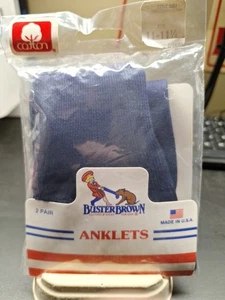 COTTON
BUSTER BROWN
2 PAIR
MADE IN U.S.A.
ANKLETS